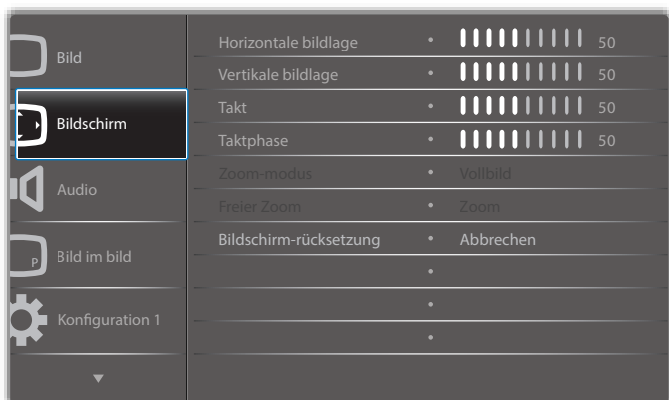 Bild
Bildschirm
Audio
P
Bild im bild
Konfiguration 1
Horizontale bildlage • 50
Vertikale bildlage • 50
Takt • 50
Taktphase • 50
Zoom-modus • Vollbild
Freier Zoom • Zoom
Bildschirm-rücksetzung • Abbrechen
•
•
•